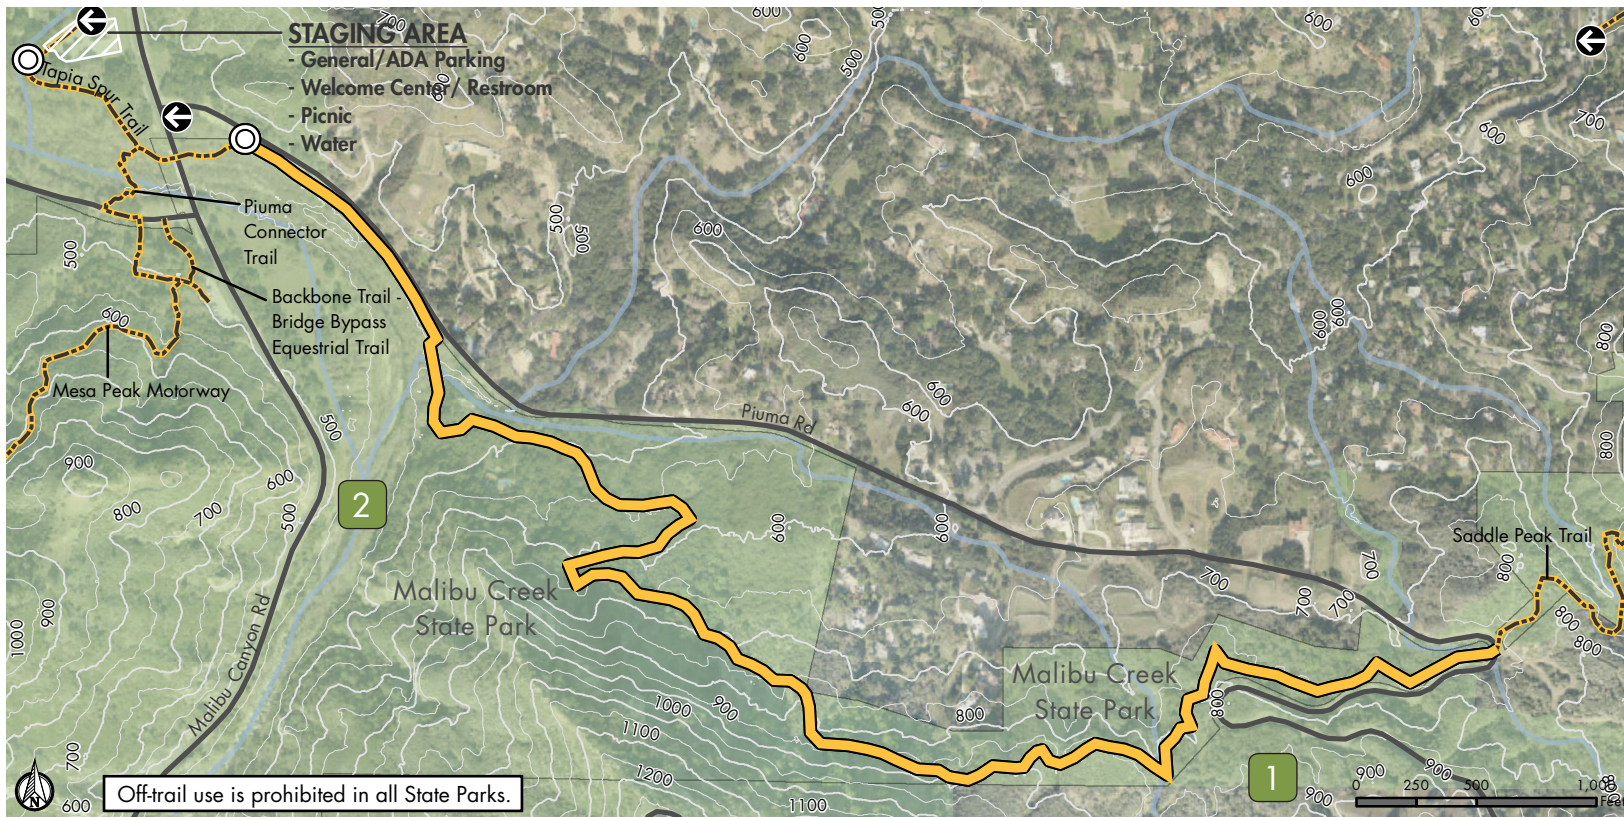 STAGING AREA
- General/ADA Parking
- Welcome Center/ Restroom
- Picnic
- Water
Tapia Spur Trail
Piuma
Connector
Trail
Backbone Trail -
Bridge Bypass
Equestrial Trail
Mesa Peak Motorway
Malibu Canyon Rd
Piuma Rd
Saddle Peak Trail
Malibu Creek
State Park
Malibu Creek
State Park
2
1
700
600
600
600
500
500
600
600
700
600
600
500
500
600
500
600
600
600
600
800
800
600
500
900
800
700
600
500
600
600
700
800
700
700
700
800
800
900
1000
700
600
1000
900
1100
1200
1100
800
800
900
900
900
Off-trail use is prohibited in all State Parks.
N
0 250 500 1,000
Feet